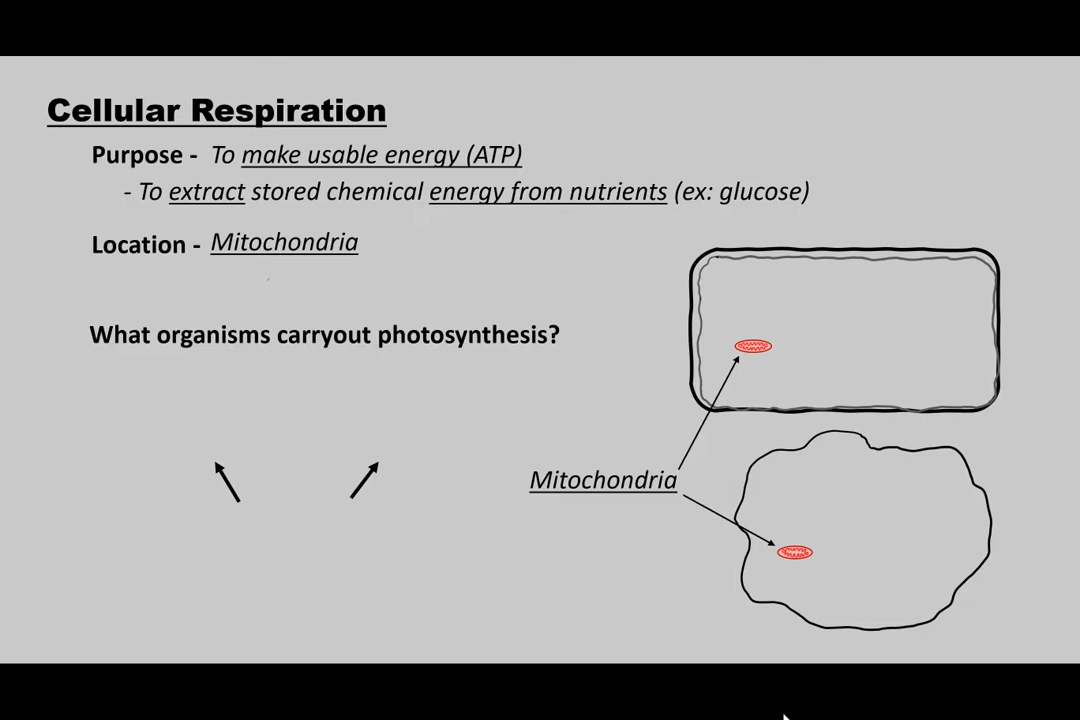 Cellular Respiration
Purpose - To make usable energy (ATP)
- To extract stored chemical energy from nutrients (ex: glucose)
Location - Mitochondria
What organisms carryout photosynthesis?
Mitochondria